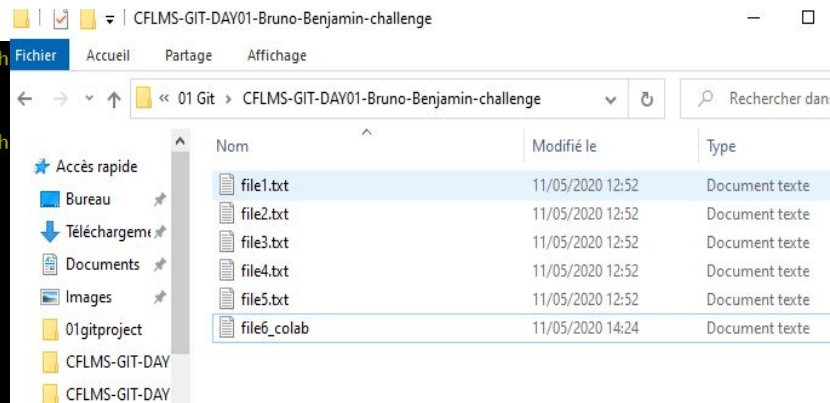 CFLMS-GIT-DAY01-Bruno-Benjamin-challenge
h Fichier Accueil Partage Affichage
« 01 Git › CFLMS-GIT-DAY01-Bruno-Benjamin-challenge Rechercher dans
h Nom Modifié le Type
Accès rapide
file1.txt 11/05/2020 12:52 Document texte
Bureau
file2.txt 11/05/2020 12:52 Document texte
Téléchargeme
file3.txt 11/05/2020 12:52 Document texte
Documents
file4.txt 11/05/2020 12:52 Document texte
Images
file5.txt 11/05/2020 12:52 Document texte
01gitproject
file6_colab 11/05/2020 14:24 Document texte
CFLMS-GIT-DAY
CFLMS-GIT-DAY